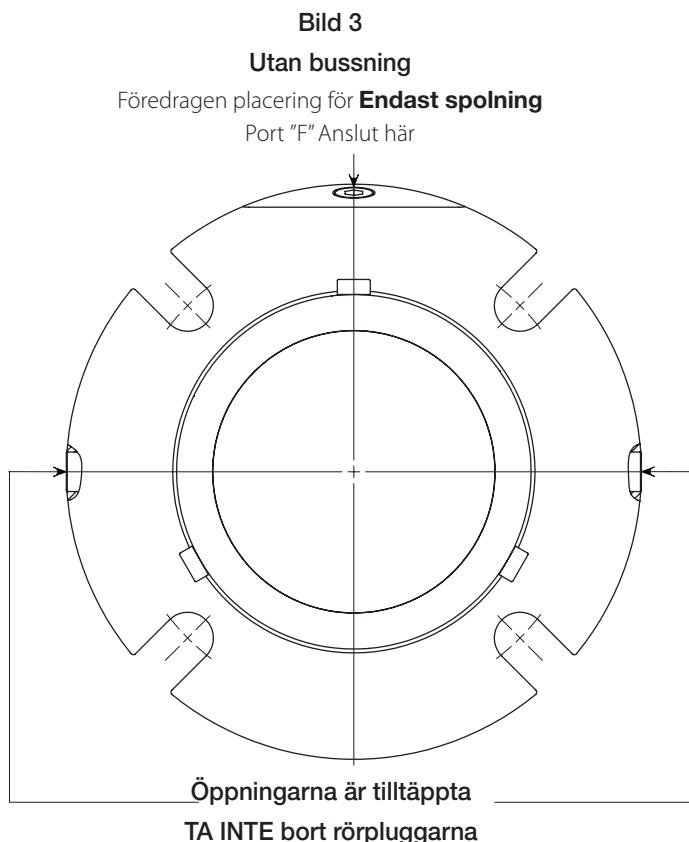 Bild 3
Utan bussning
Föredragen placering för Endast spolning
Port ”F” Anslut här
Öppningarna är tilltäppta
TA INTE bort rörpluggarna